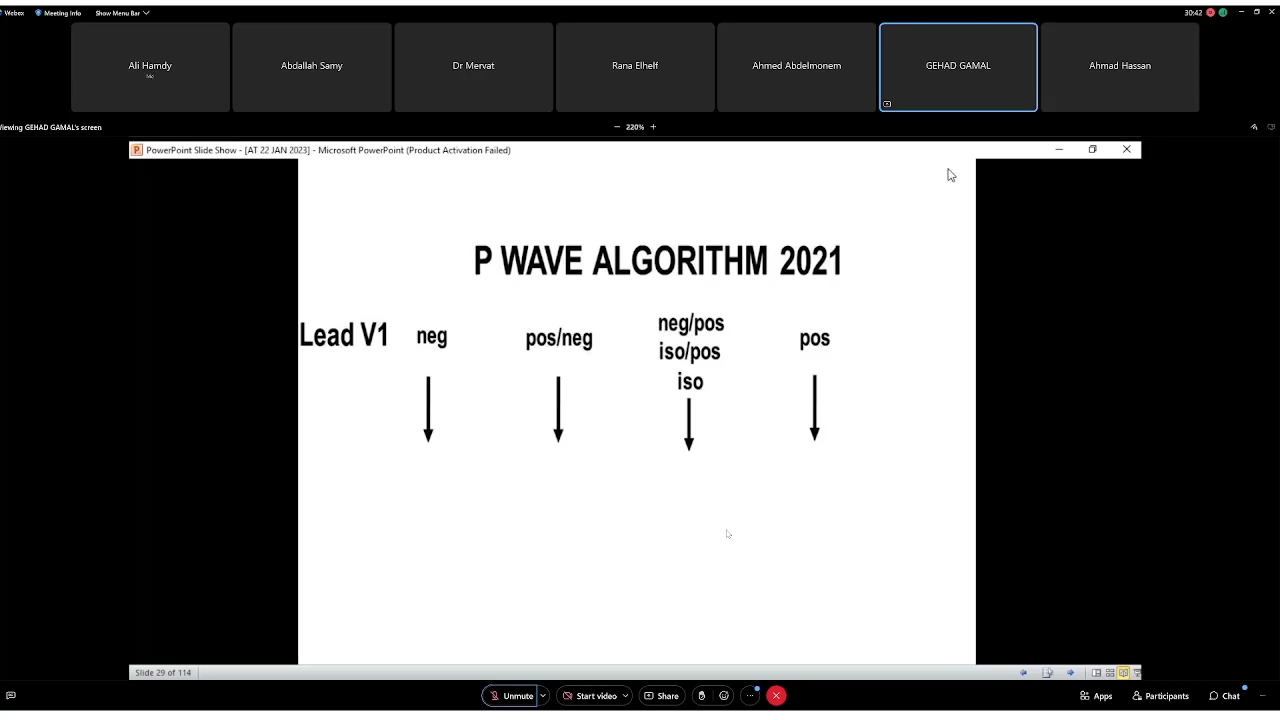 Webex
Meeting Info
Show Menu Bar
30:42
Ali Hamdy
Me
Abdallah Samy
Dr Mervat
Rana Elhelf
Ahmed Abdelmonem
GEHAD GAMAL
Ahmad Hassan
Viewing GEHAD GAMAL's screen
220%
PowerPoint Slide Show - [AT 22 JAN 2023] - Microsoft PowerPoint (Product Activation Failed)
P WAVE ALGORITHM 2021
Lead V1
neg
pos/neg
neg/pos
iso/pos
iso
pos
Slide 29 of 114
Unmute
Start video
Share
Apps
Participants
Chat